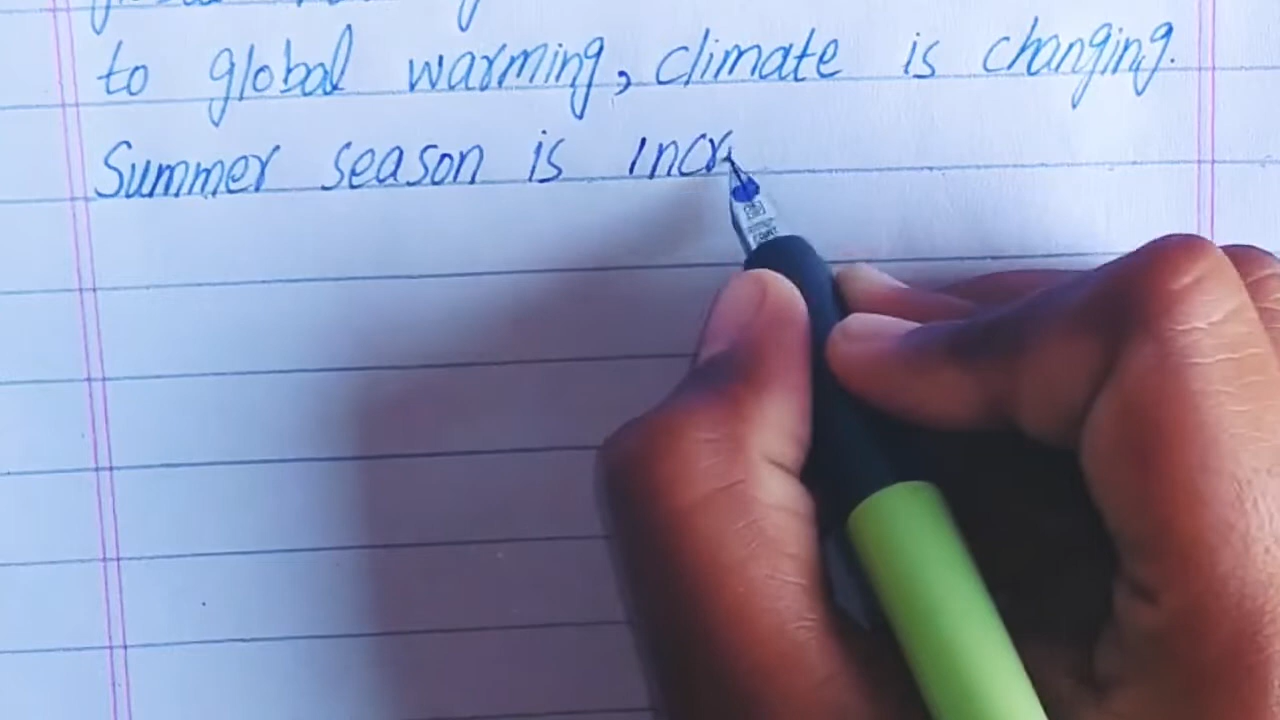 to global warming, climate is changing.
Summer season is incr